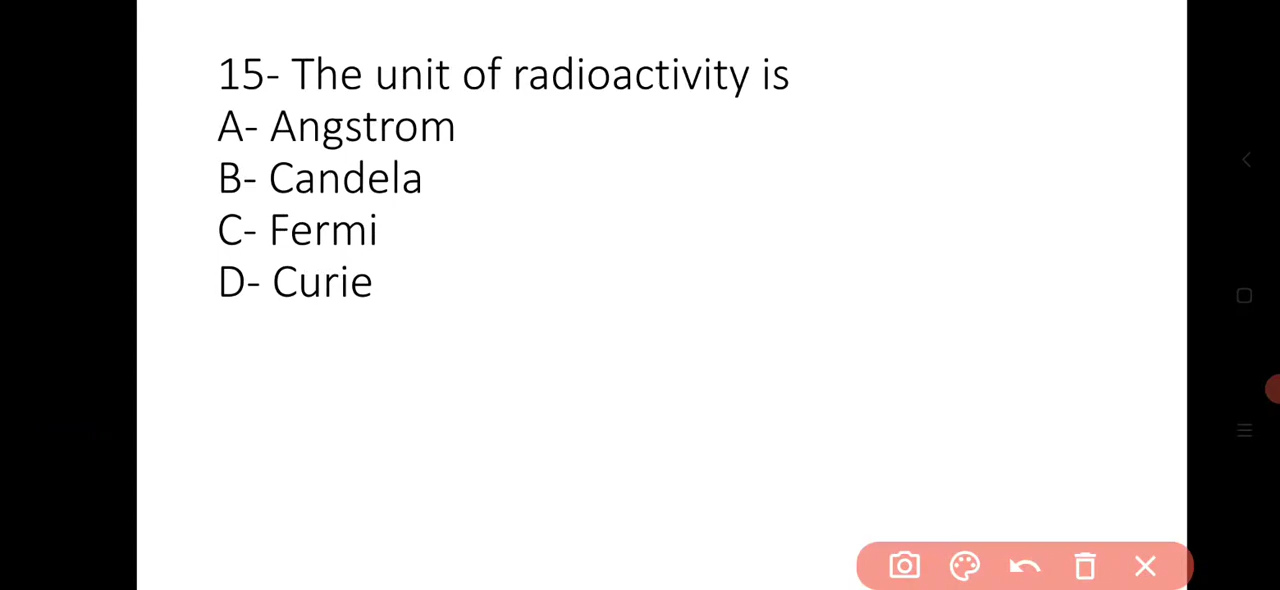 15- The unit of radioactivity is
A- Angstrom
B- Candela
C- Fermi
D- Curie